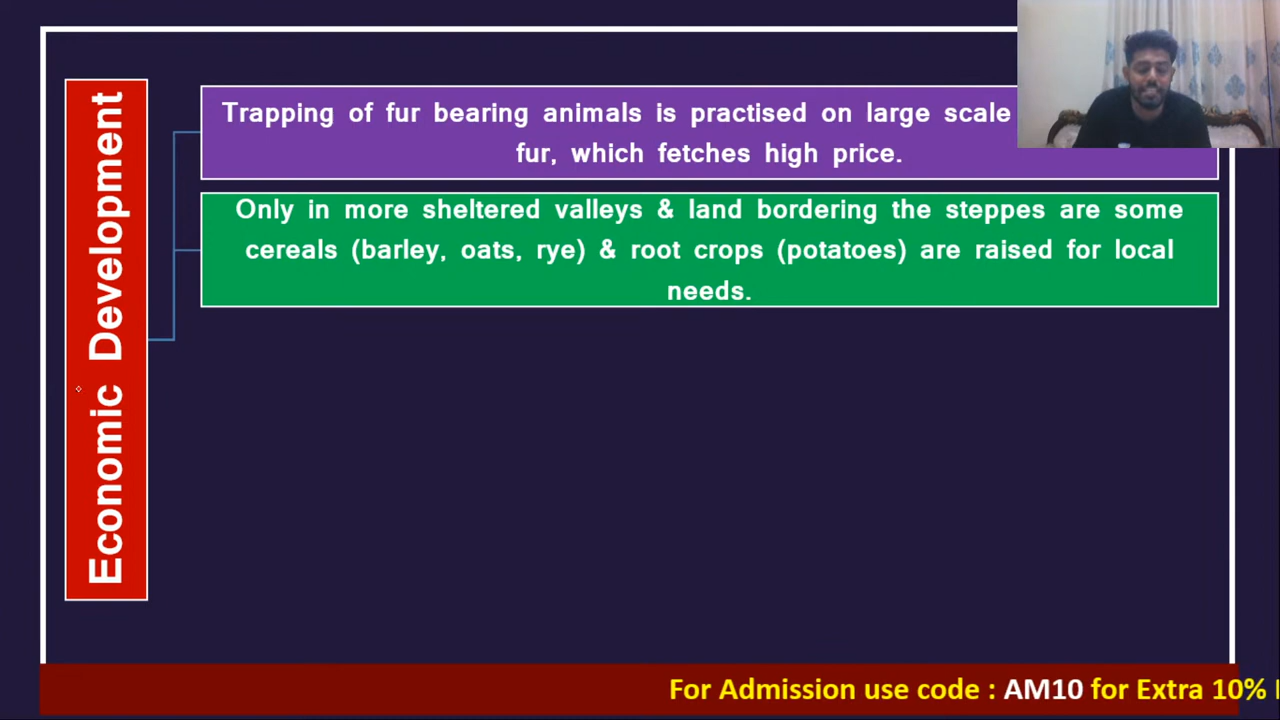 Economic Development
Trapping of fur bearing animals is practised on large scale
fur, which fetches high price.
Only in more sheltered valleys & land bordering the steppes are some
cereals (barley, oats, rye) & root crops (potatoes) are raised for local
needs.
For Admission use code : AM10 for Extra 10%